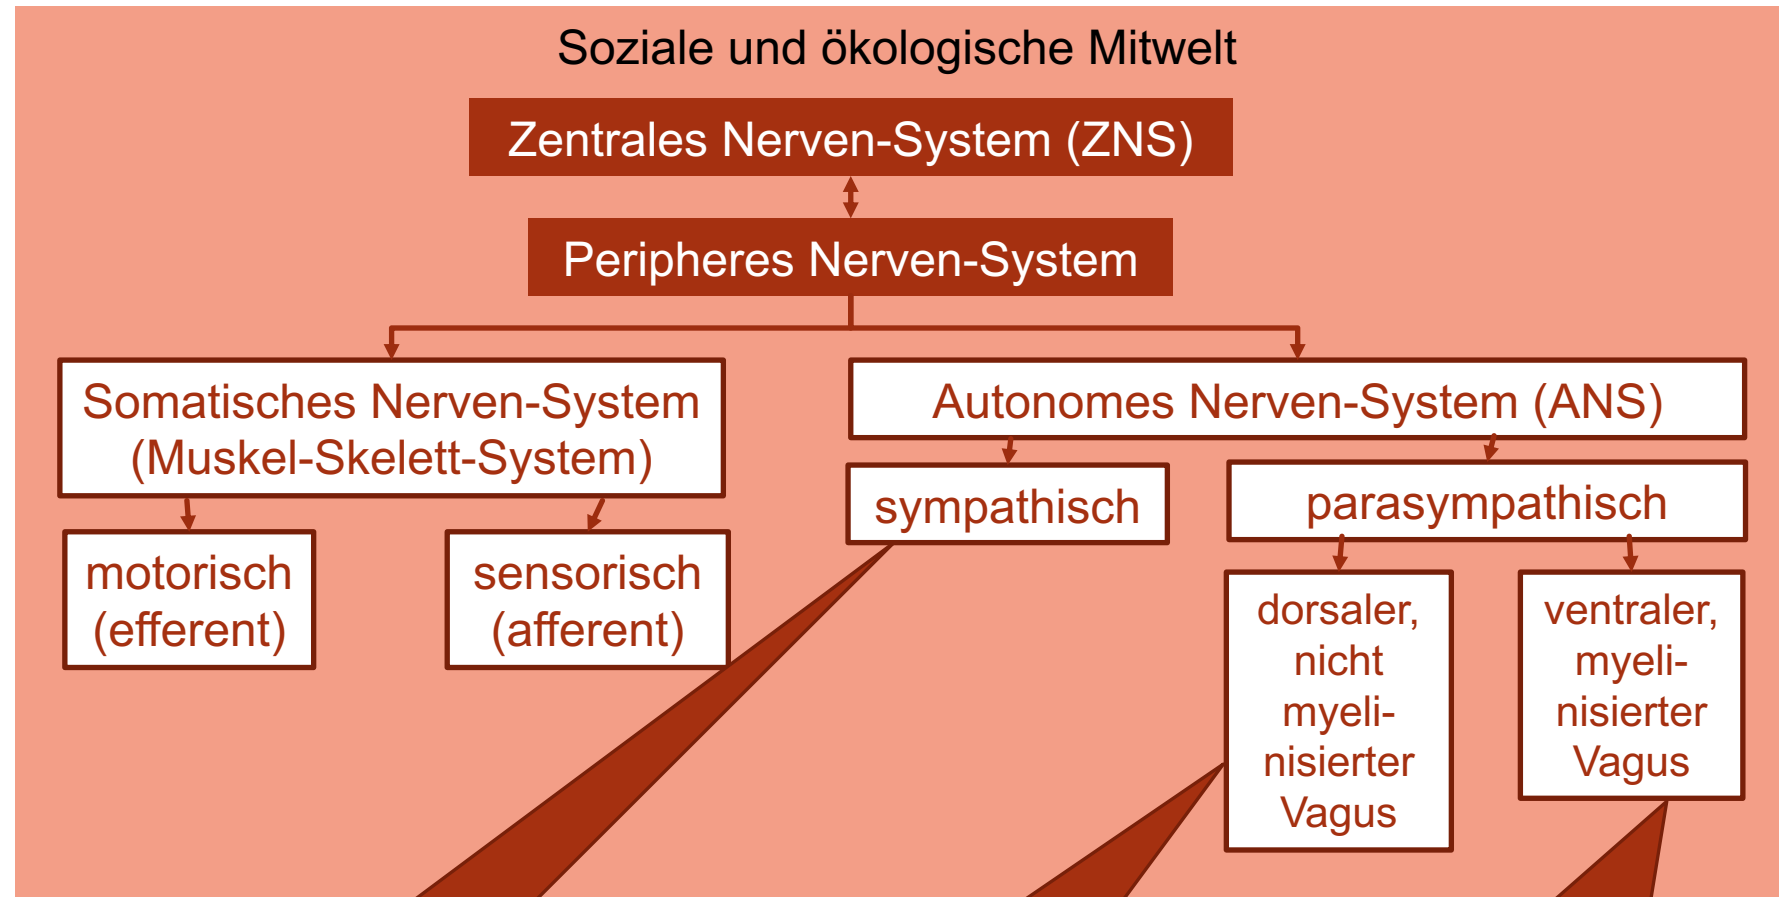 Soziale und ökologische Mitwelt
Zentrales Nerven-System (ZNS)
Peripheres Nerven-System
Somatisches Nerven-System
(Muskel-Skelett-System)
Autonomes Nerven-System (ANS)
sympathisch
parasympathisch
motorisch
(efferent)
sensorisch
(afferent)
dorsaler,
nicht
myeli-
nisierter
Vagus
ventraler,
myeli-
nisierter
Vagus